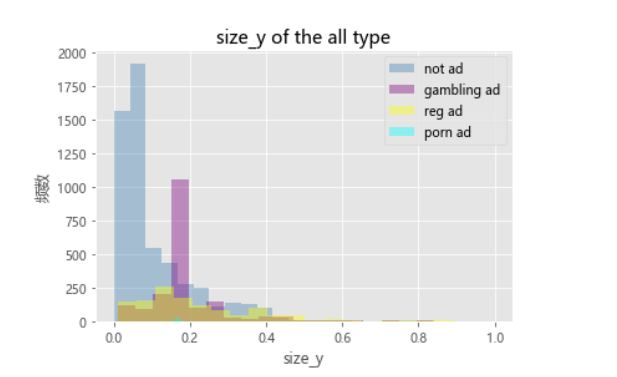 size_y of the all type
2000
1750
1500
1250
1000
750
500
250
0
频数
0.0 0.2 0.4 0.6 0.8 1.0
size_y
not ad
gambling ad
reg ad
porn ad